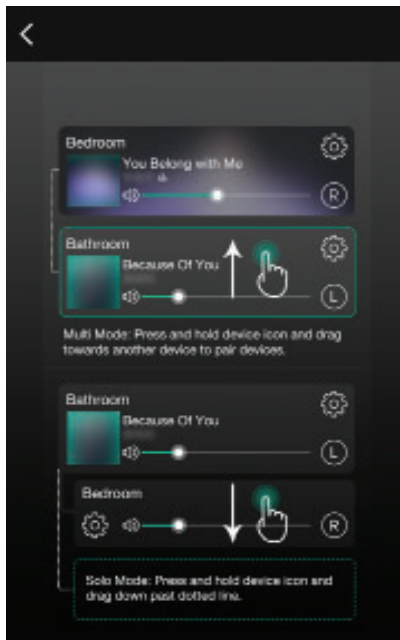 Bedroom
You Belong with Me
R
Bathroom
Because Of You
L
Multi Mode: Press and hold device icon and drag
towards another device to pair devices.
Bathroom
Because Of You
L
Bedroom
R
Solo Mode: Press and hold device icon and
drag down past dotted line.